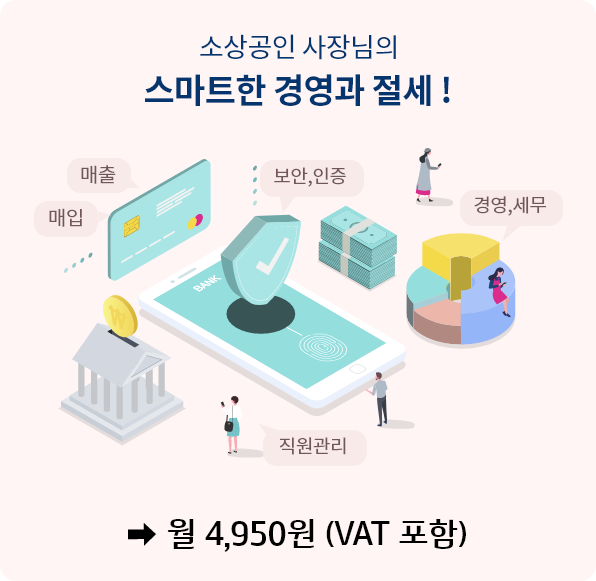 소상공인 사장님의
스마트한 경영과 절세 !
매출
보안,인증
매입
경영,세무
BANK
₩
직원관리
➡ 월 4,950원 (VAT 포함)